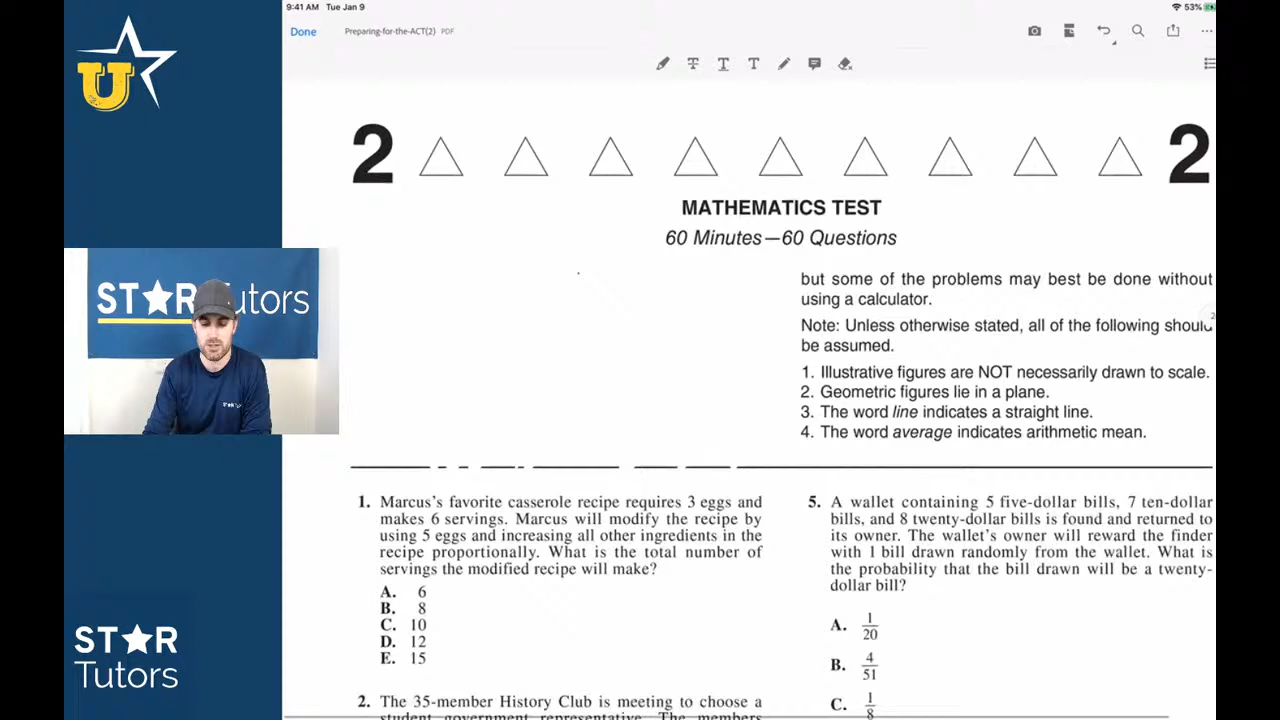 9:41 AM Tue Jan 9
53%
Done
Preparing-for-the-ACT(2) PDF
U
2
2
MATHEMATICS TEST
60 Minutes—60 Questions
but some of the problems may best be done without
using a calculator.
Note: Unless otherwise stated, all of the following should
be assumed.
1. Illustrative figures are NOT necessarily drawn to scale.
2. Geometric figures lie in a plane.
3. The word line indicates a straight line.
4. The word average indicates arithmetic mean.
1. Marcus's favorite casserole recipe requires 3 eggs and
makes 6 servings. Marcus will modify the recipe by
using 5 eggs and increasing all other ingredients in the
recipe proportionally. What is the total number of
servings the modified recipe will make?
A. 6
B. 8
C. 10
D. 12
E. 15
2. The 35-member History Club is meeting to choose a
student government representative. The members
5. A wallet containing 5 five-dollar bills, 7 ten-dollar
bills, and 8 twenty-dollar bills is found and returned to
its owner. The wallet's owner will reward the finder
with 1 bill drawn randomly from the wallet. What is
the probability that the bill drawn will be a twenty-
dollar bill?
A. 1/20
B. 4/51
C. 1/8
STAR Tutors
STAR
Tutors